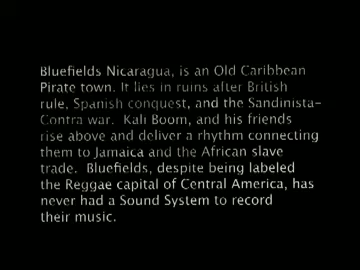 Bluefields Nicaragua, is an Old Caribbean
Pirate town. It lies in ruins after British
rule, Spanish conquest, and the Sandinista-
Contra war.  Kali Boom, and his friends
rise above and deliver a rhythm connecting
them to Jamaica and the African slave
trade.  Bluefields, despite being labeled
the Reggae capital of Central America, has
never had a Sound System to record
their music.